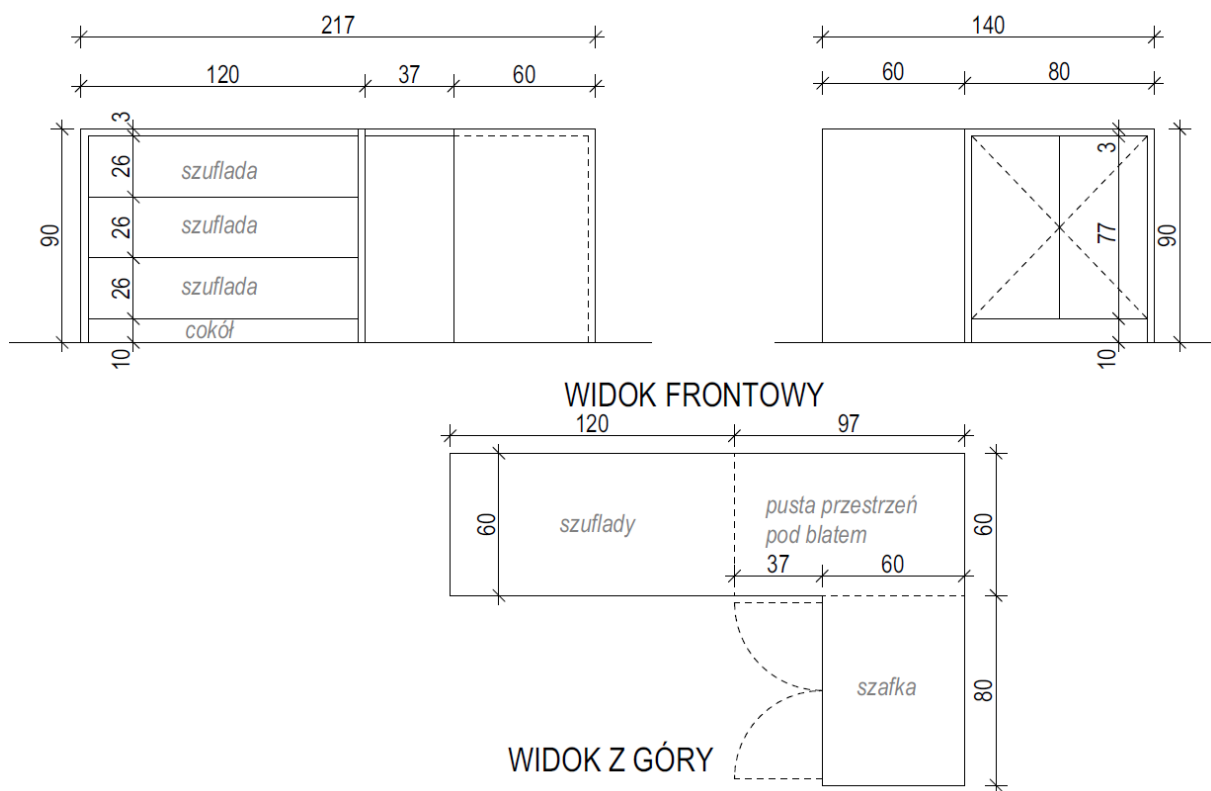 217
140
120 37 60
60 80
3
26 szuflada
26 szuflada
26 szuflada
cokół
10
90
3
77
90
10
WIDOK FRONTOWY
120 97
60
szuflady
pusta przestrzeń
pod blatem
60
37 60
szafka
80
WIDOK Z GÓRY